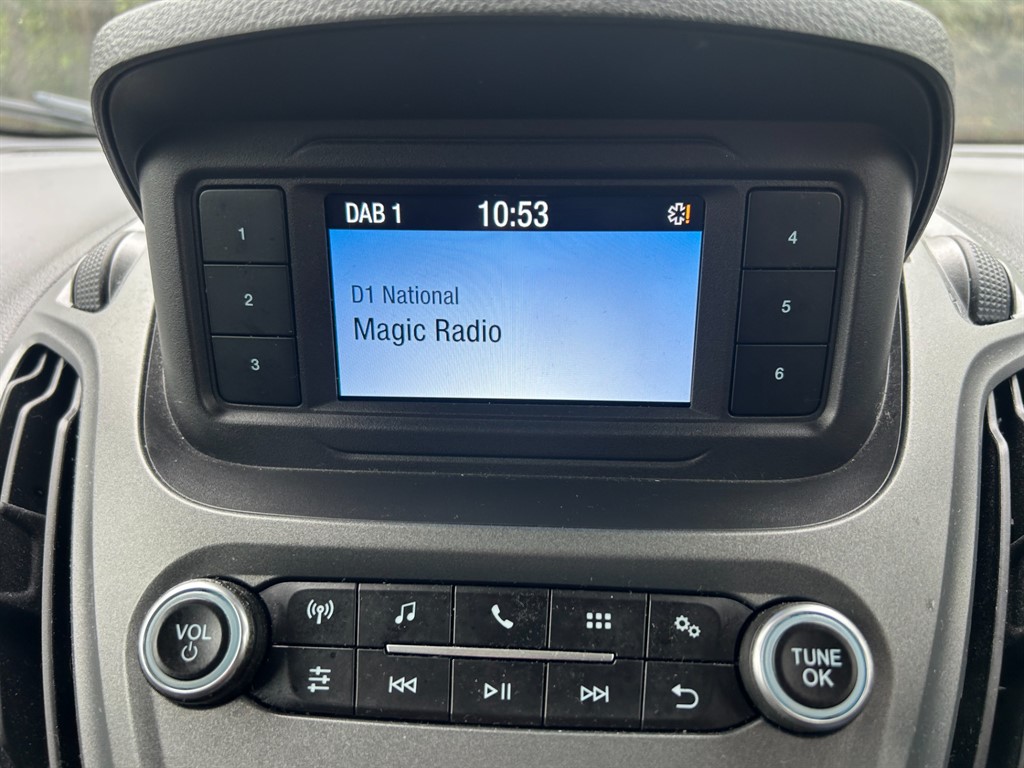 DAB 1 10:53
D1 National
Magic Radio
1
2
3
4
5
6
VOL
TUNE
OK